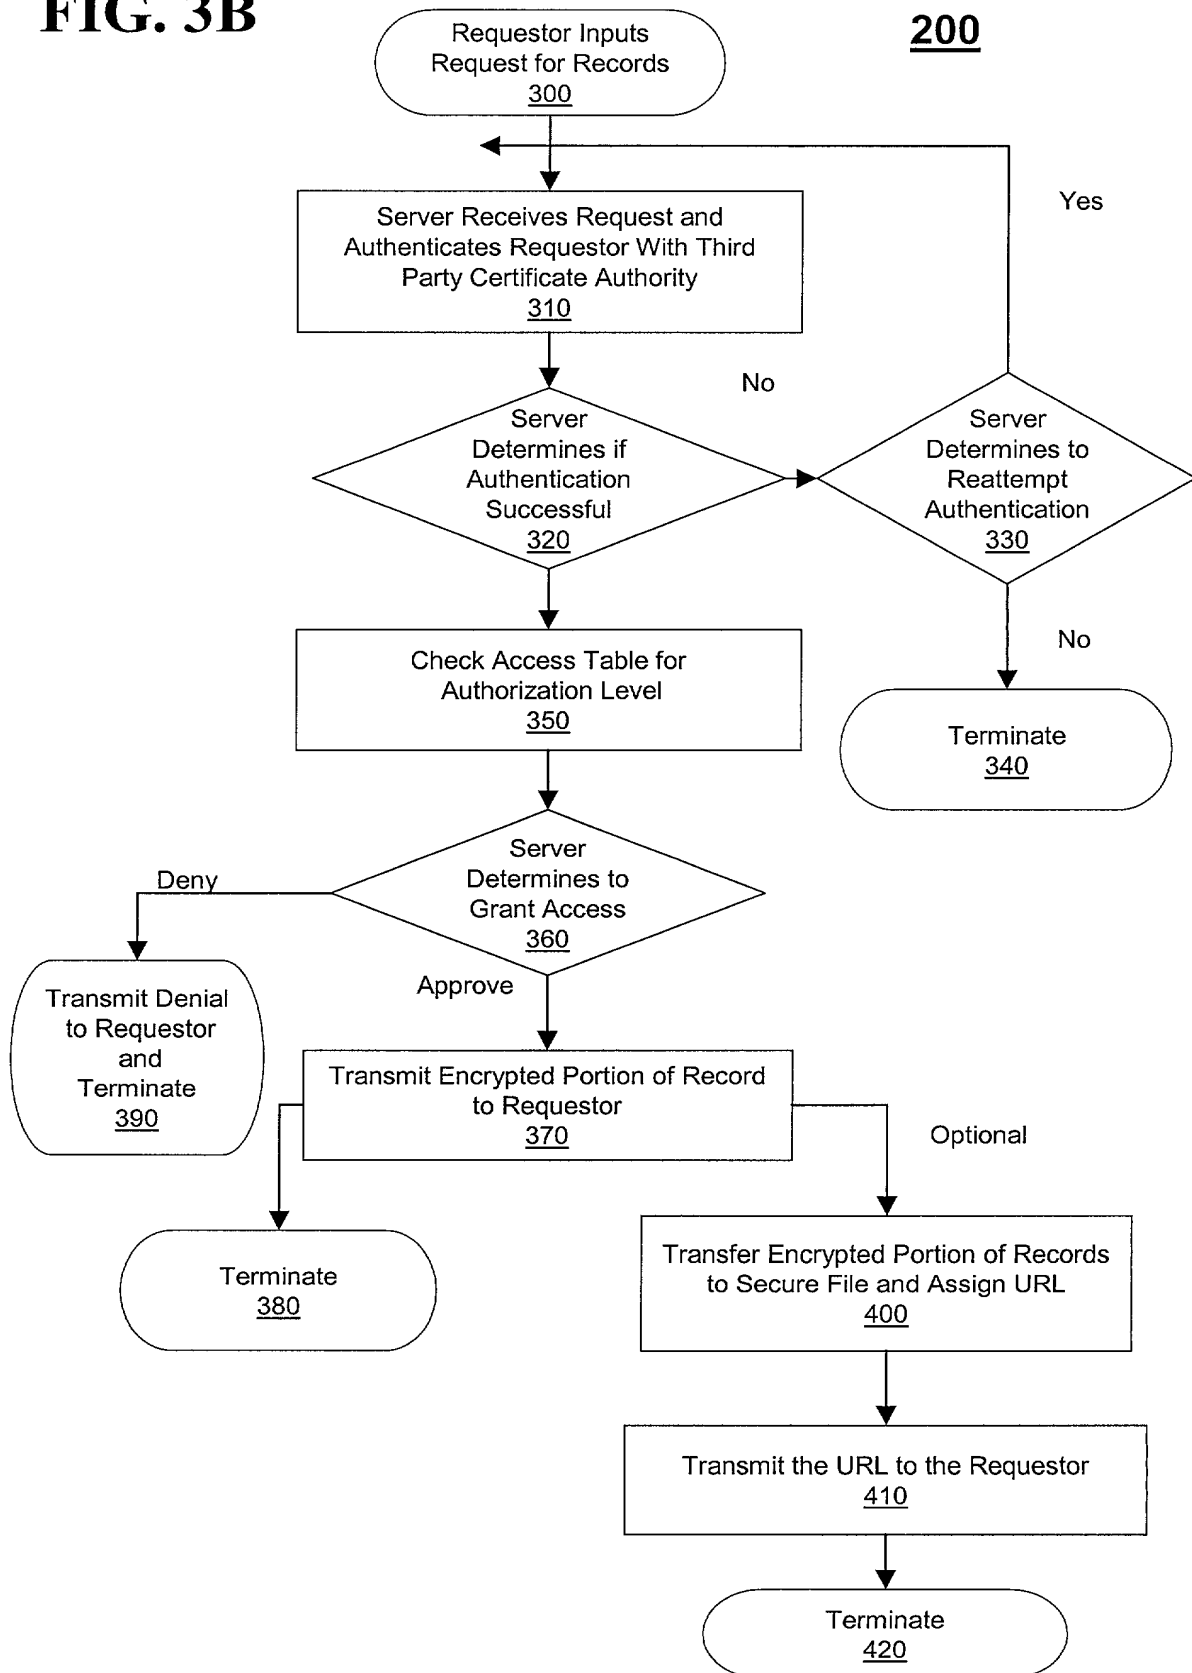 FIG. 3B
200
Requestor Inputs
Request for Records
300
Yes
Server Receives Request and
Authenticates Requestor With Third
Party Certificate Authority
310
No
Server
Determines if
Authentication
Successful
320
Server
Determines to
Reattempt
Authentication
330
No
Check Access Table for
Authorization Level
350
Terminate
340
Server
Determines to
Grant Access
360
Deny
Approve
Transmit Denial
to Requestor
and
Terminate
390
Transmit Encrypted Portion of Record
to Requestor
370
Optional
Terminate
380
Transfer Encrypted Portion of Records
to Secure File and Assign URL
400
Transmit the URL to the Requestor
410
Terminate
420